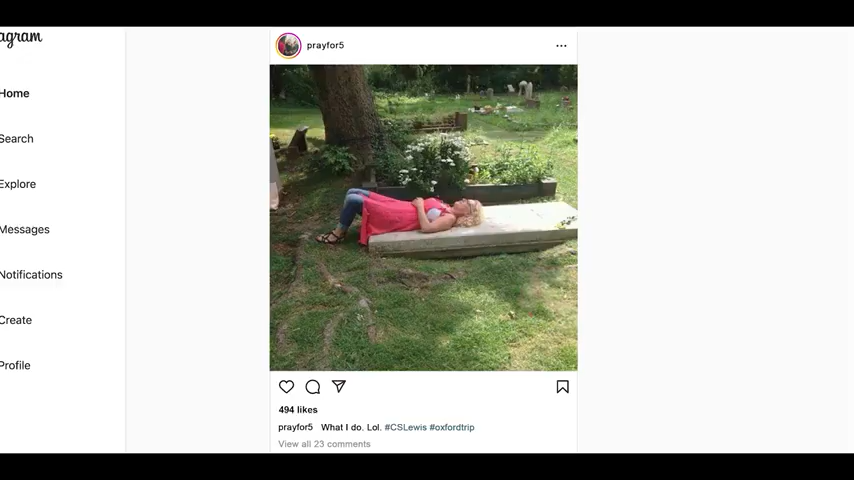 agram
prayfor5
Home
Search
Explore
Messages
Notifications
Create
Profile
494 likes
prayfor5 What I do. Lol. #CSLewis #oxfordtrip
View all 23 comments